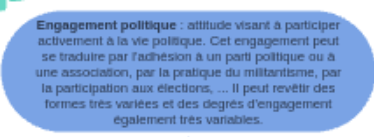 Engagement politique : attitude visant à participer
activement à la vie politique. Cet engagement peut
se traduire par l'adhésion à un parti politique ou à
une association, par la pratique du militantisme, par
la participation aux élections, ... Il peut revêtir des
formes très variées et des degrés d'engagement
également très variables.